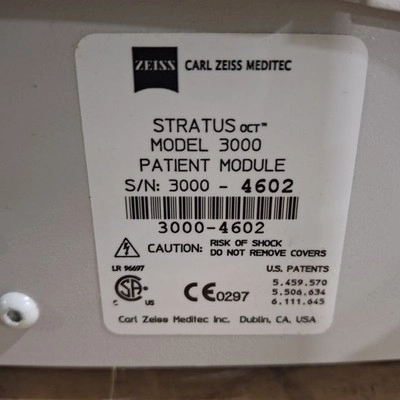 ZEISS CARL ZEISS MEDITEC
STRATUS OCT™
MODEL 3000
PATIENT MODULE
S/N: 3000 - 4602
3000-4602
CAUTION: RISK OF SHOCK
DO NOT REMOVE COVERS
LR 96697
U.S. PATENTS
SA
US
CE0297
5,459,570
5,506,634
6,111,645
Carl Zeiss Meditec Inc. Dublin, CA. USA